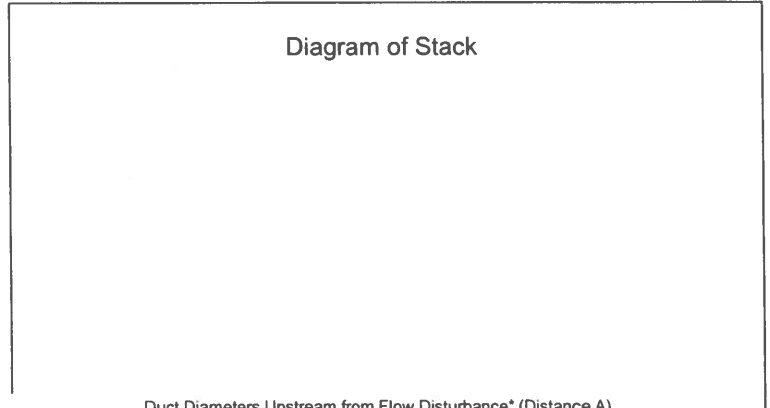 Diagram of Stack
Duct Diameters Upstream from Flow Disturbance* (Distance A)